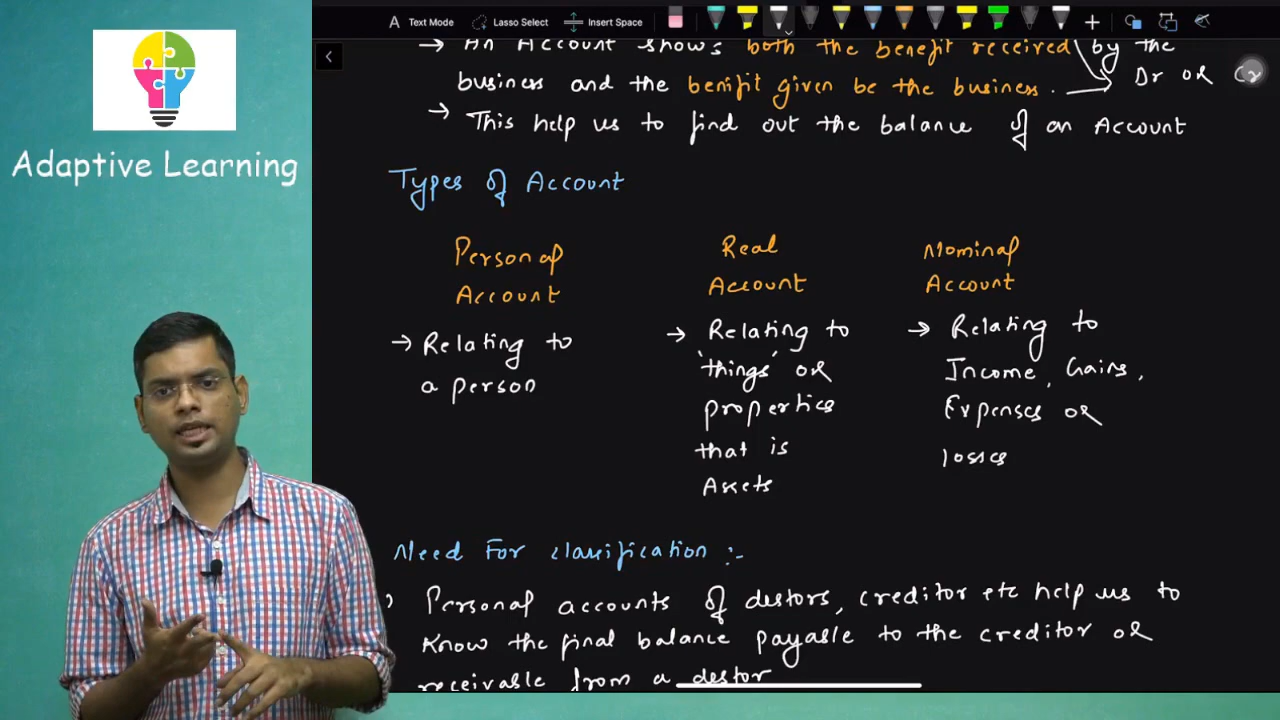 A Text Mode Lasso Select Insert Space
Adaptive Learning
→ An Account shows both the benefit received by the
business and the benifit given be the business. → Dr or Cr
→ This help us to find out the balance of an Account
Types of Account
Personal
Account
→ Relating to
a person
Real
Account
→ Relating to
'things' or
properties
that is
Assets
Nominal
Account
→ Relating to
Income, Gains,
Expenses or
losses
Need For classification :-
) Personal accounts of destors, creditor etc help us to
know the final balance payable to the creditor or
receivable from a destor